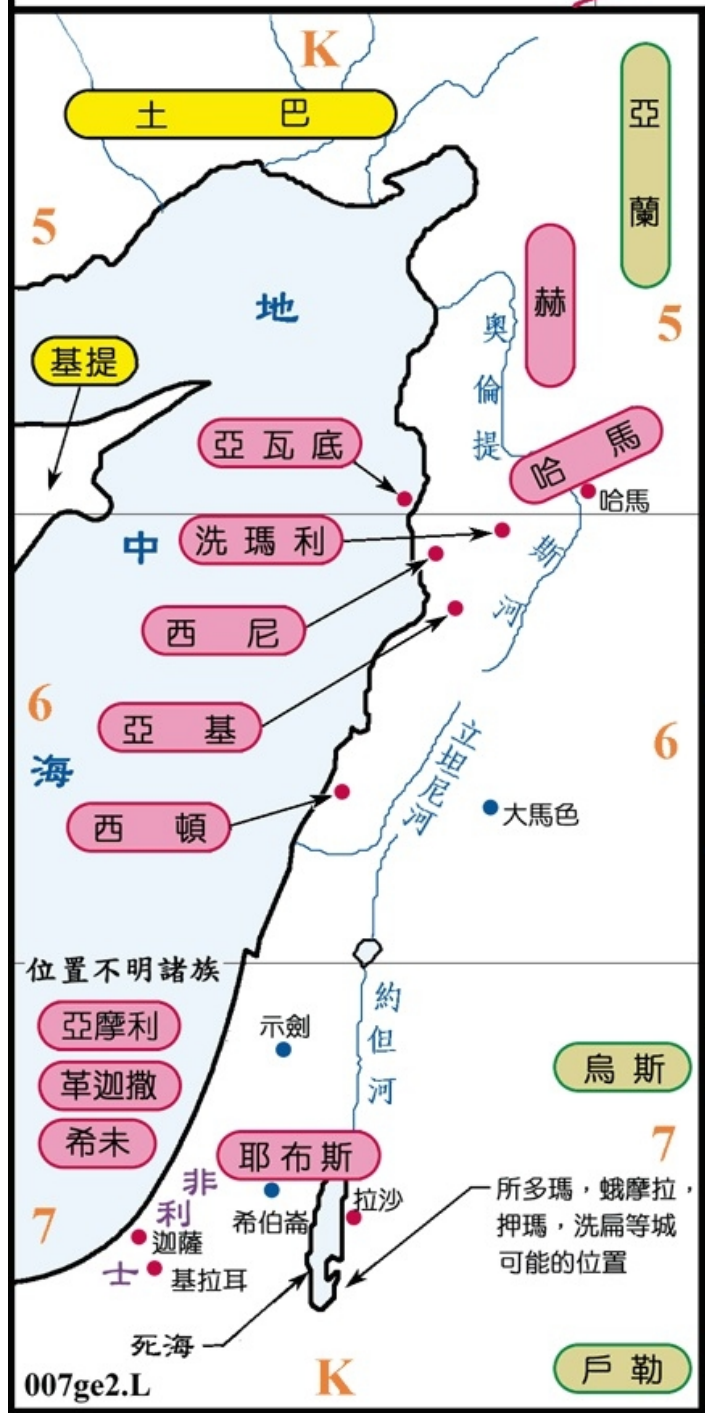 K
土巴
亞蘭
5
地
赫
5
奧倫提斯河
基提
亞瓦底
哈馬
哈馬
中
洗瑪利
西尼
6
亞基
6
海
立坦尼河
西頓
大馬色
位置不明諸族
亞摩利
示劍
約但河
革迦撒
烏斯
希未
耶布斯
7
非利士
希伯崙
拉沙
所多瑪，蛾摩拉，
押瑪，洗扁等城
可能的位置
7
迦薩
基拉耳
死海
K
戶勒
007ge2.L